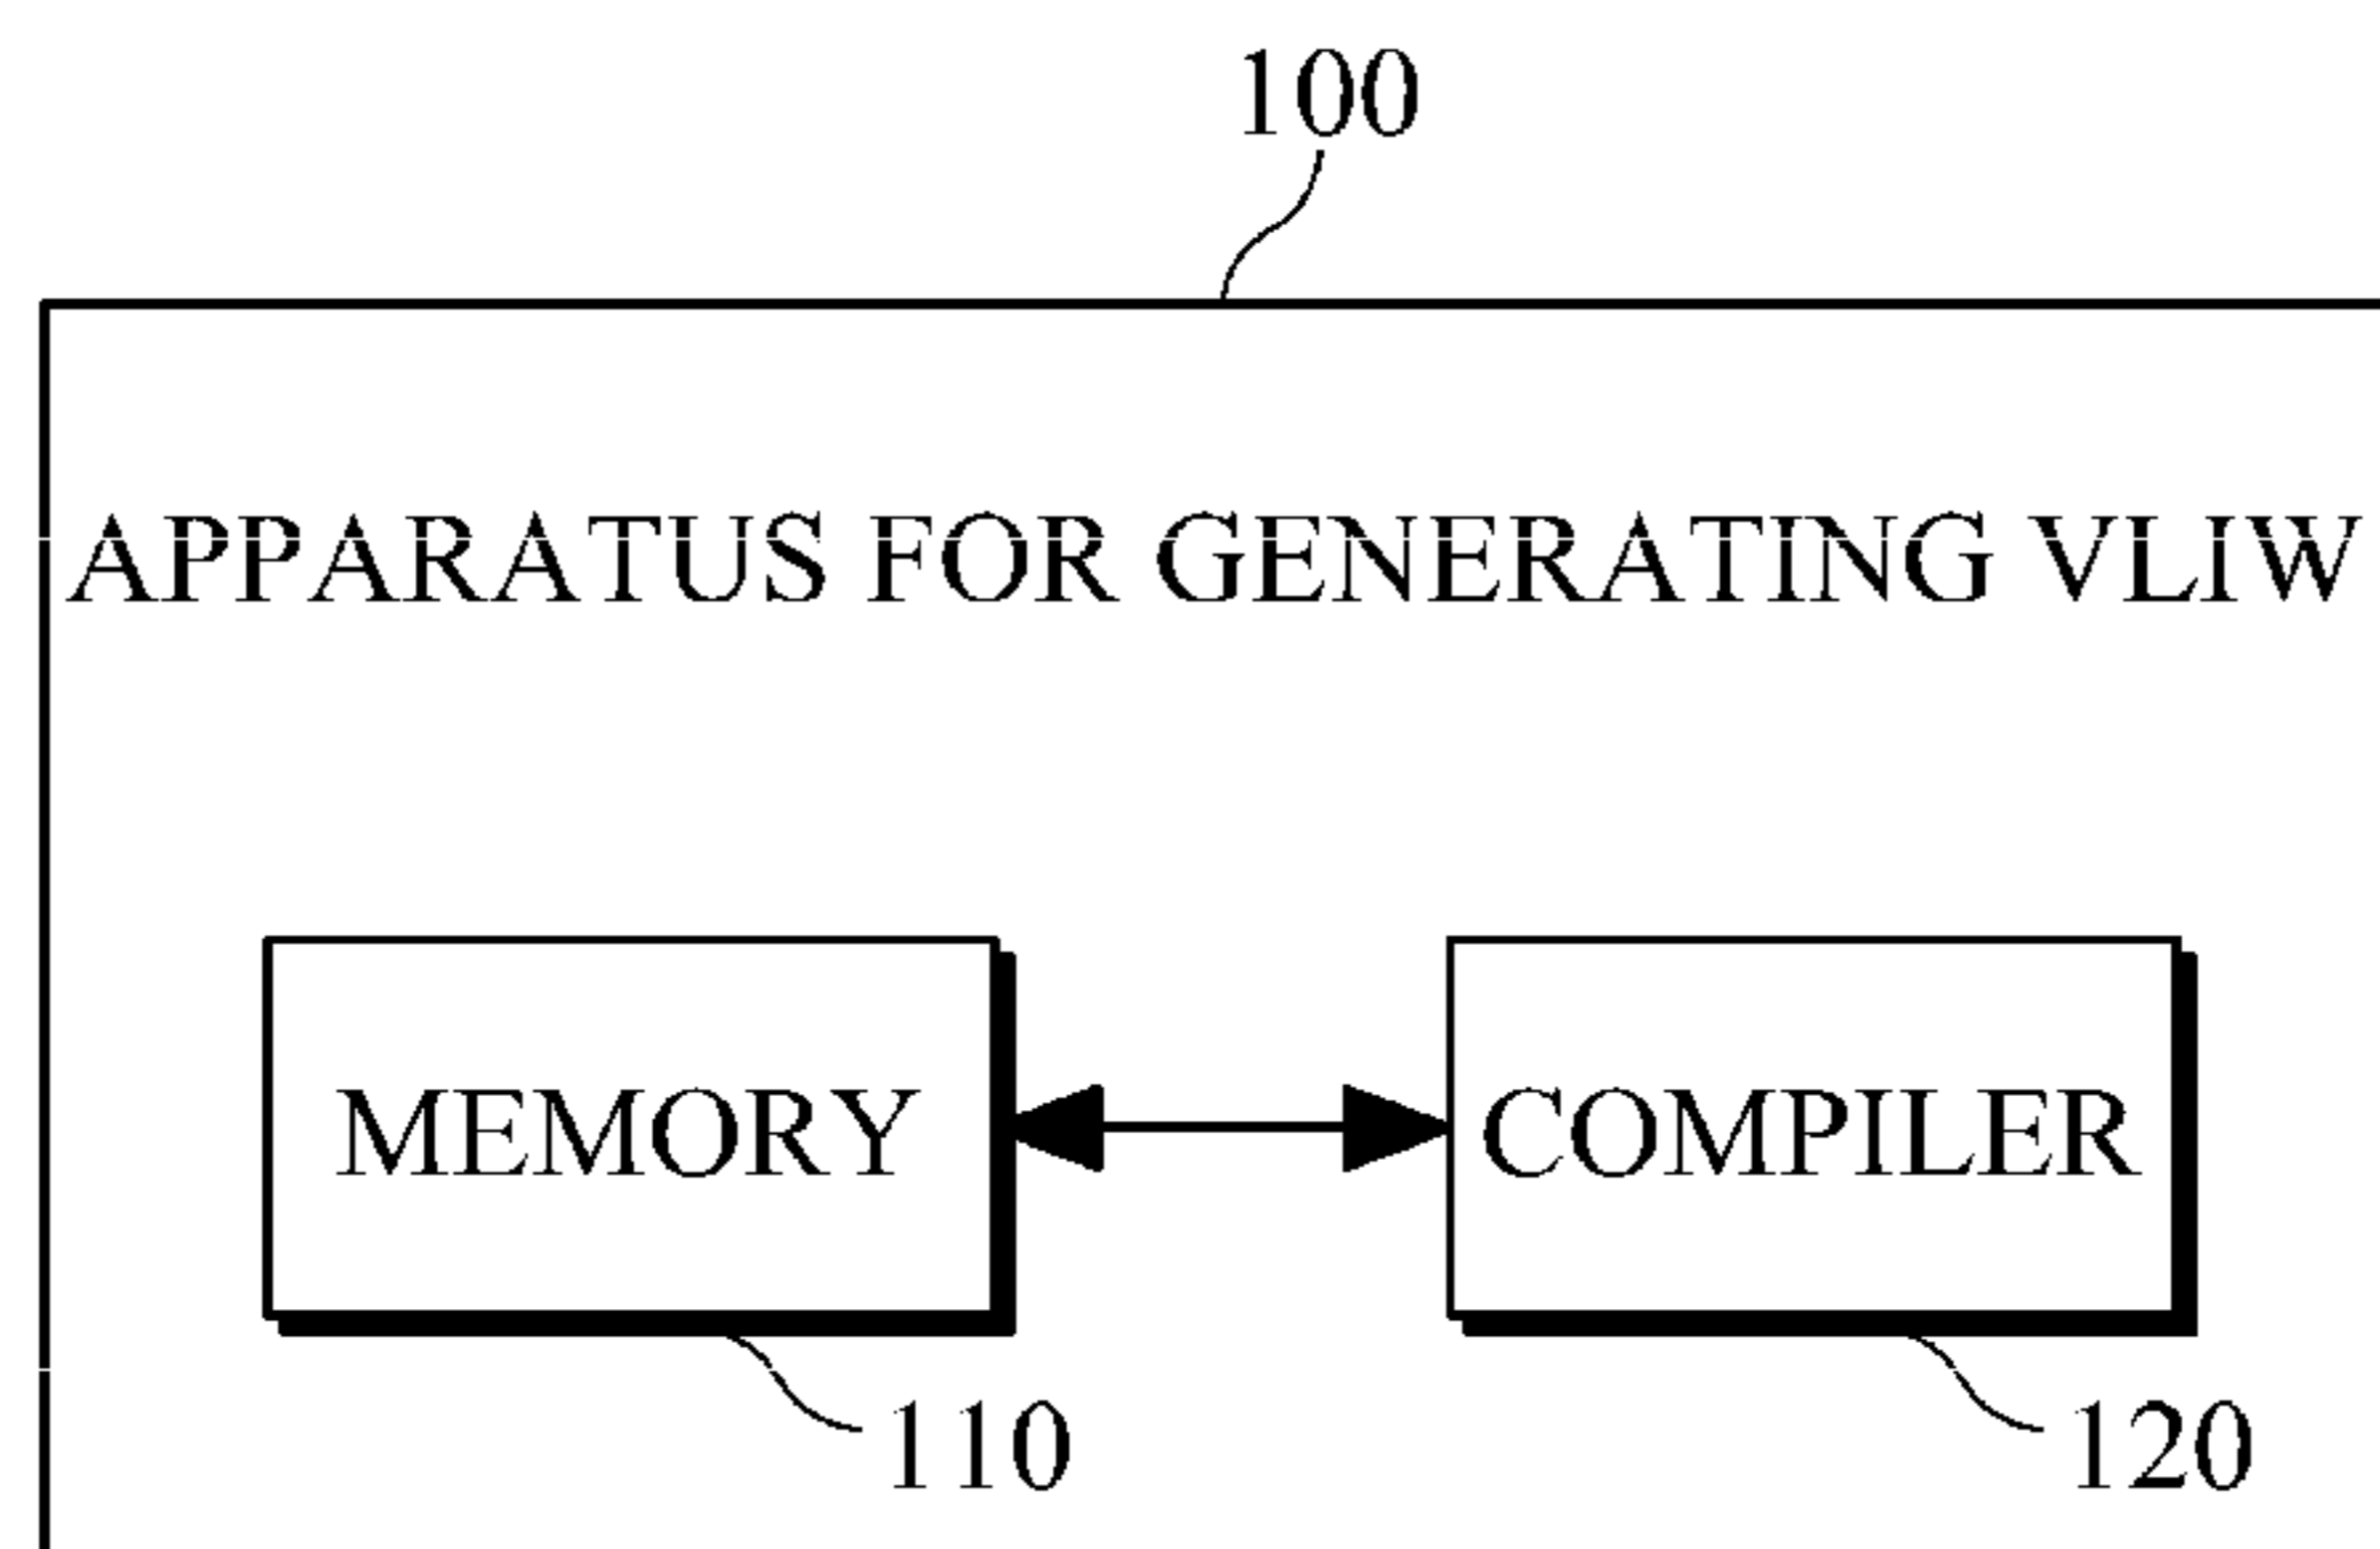 100
APPARATUS FOR GENERATING VLIW
MEMORY
COMPILER
110
120